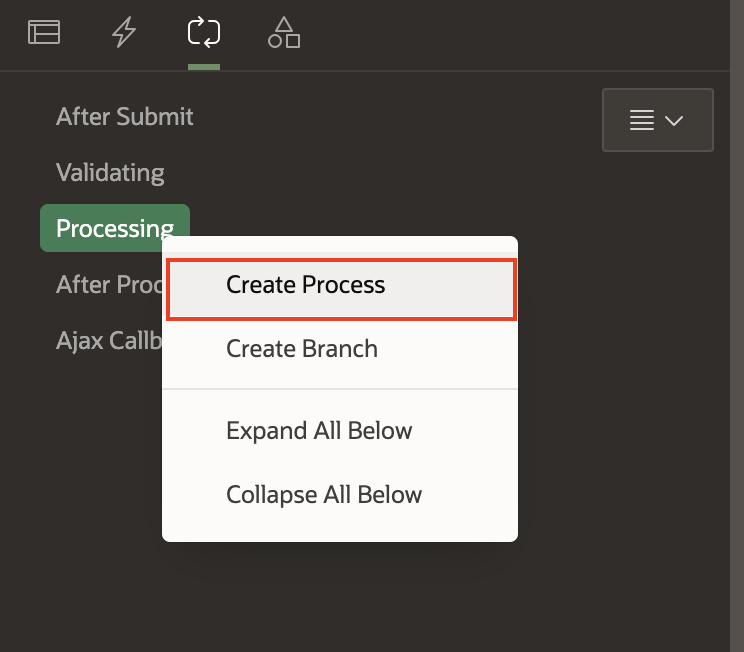 After Submit
Validating
Processing
After Proc
Ajax Callb
Create Process
Create Branch
Expand All Below
Collapse All Below